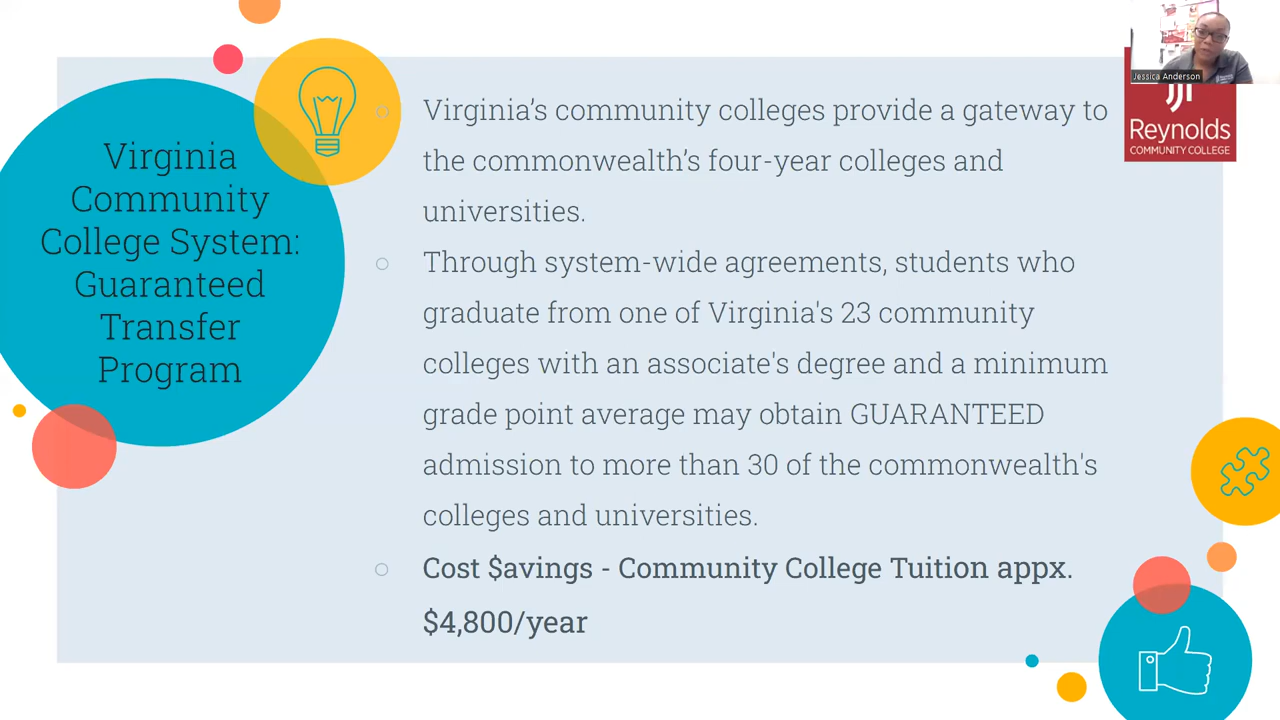 Virginia
Community
College System:
Guaranteed
Transfer
Program
Virginia’s community colleges provide a gateway to
the commonwealth’s four-year colleges and
universities.
Through system-wide agreements, students who
graduate from one of Virginia's 23 community
colleges with an associate's degree and a minimum
grade point average may obtain GUARANTEED
admission to more than 30 of the commonwealth's
colleges and universities.
Cost $avings - Community College Tuition appx.
$4,800/year
Jessica Anderson
Reynolds
COMMUNITY COLLEGE